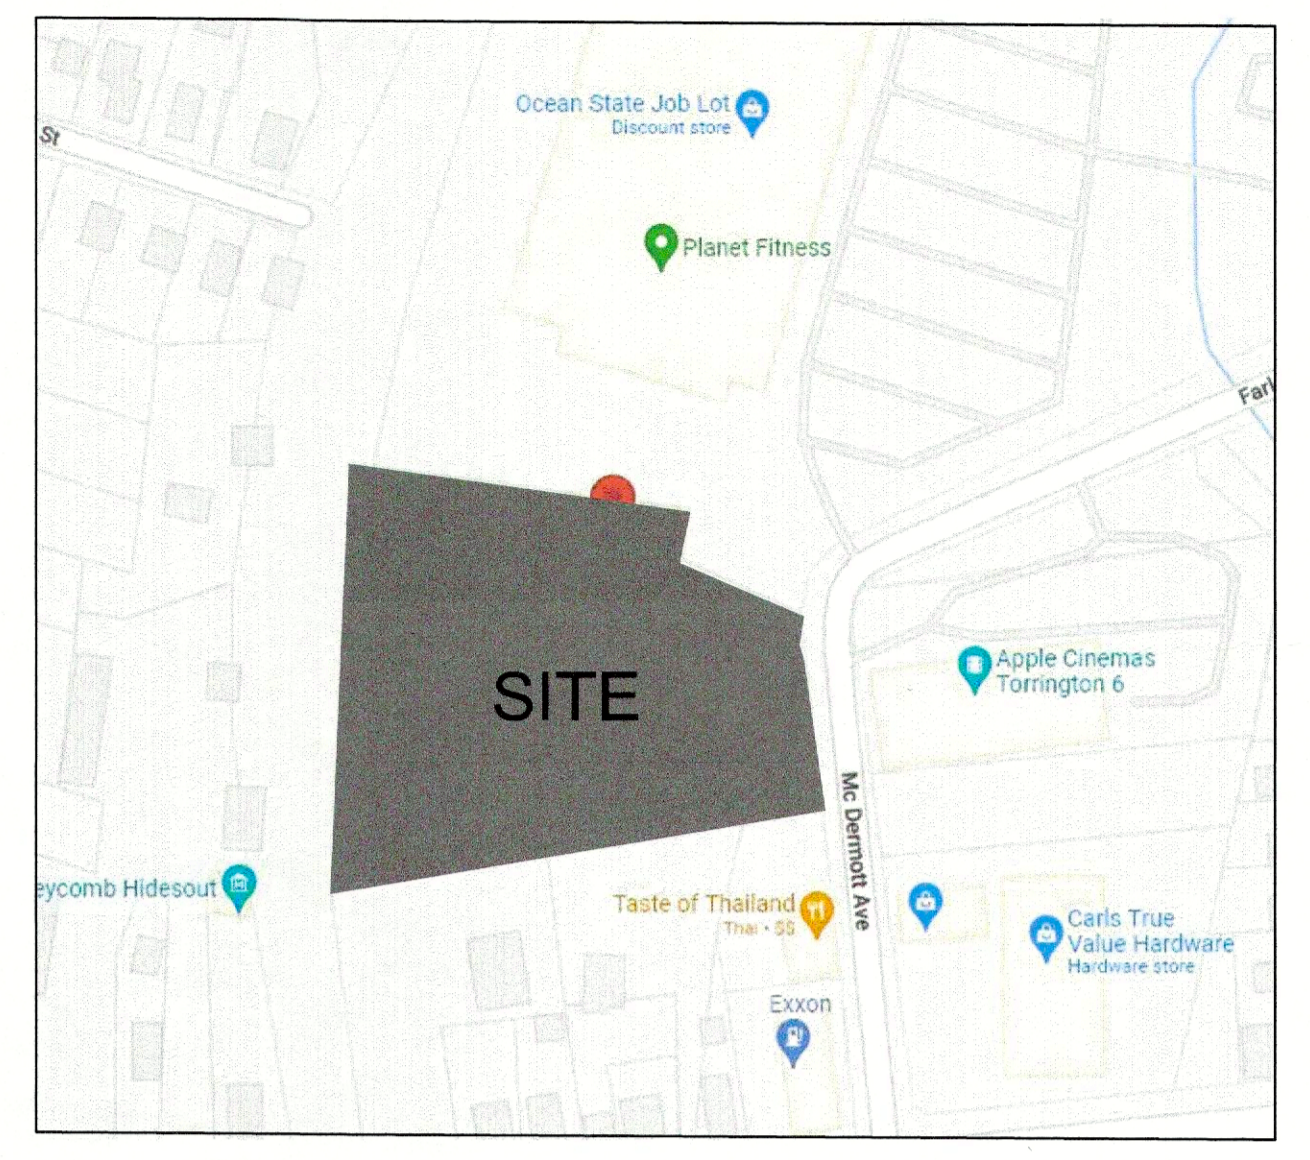 Ocean State Job Lot
Discount store
St
Planet Fitness
Farl
SITE
Apple Cinemas
Torrington 6
Mc Dermott Ave
eycomb Hidesout
Taste of Thailand
Thai • $$
Carls True
Value Hardware
Hardware store
Exxon